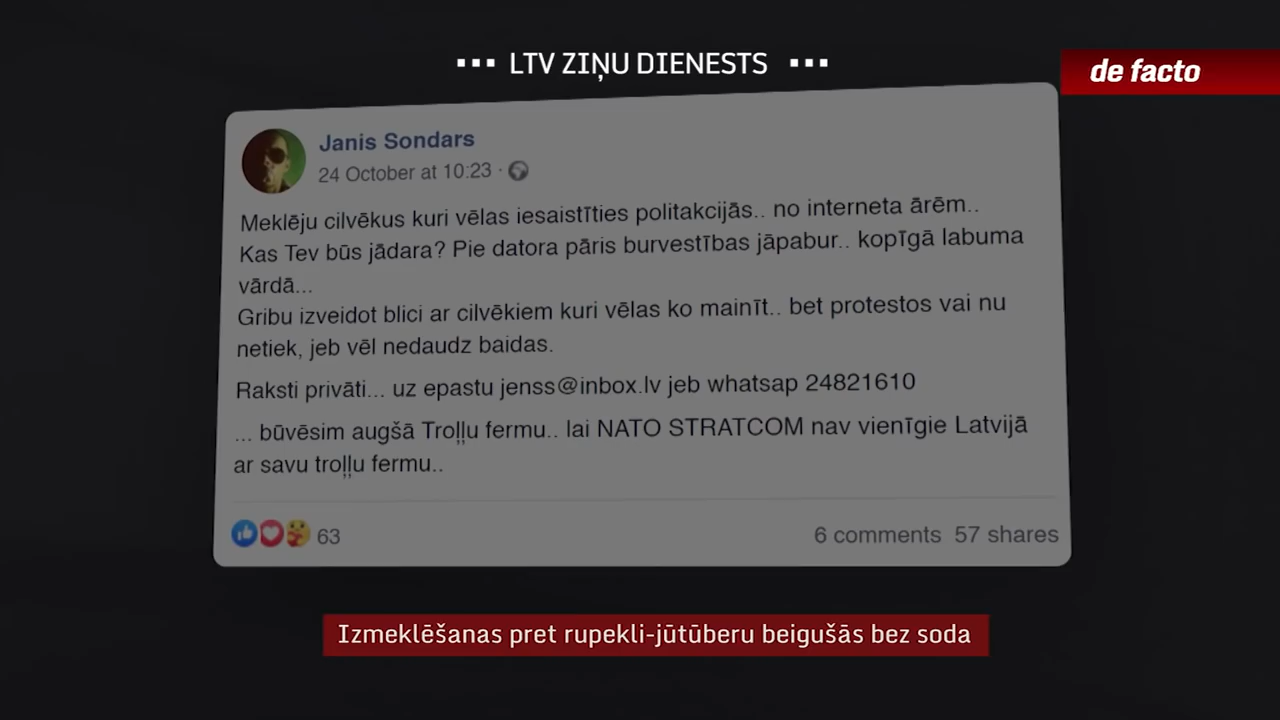 ··· LTV ZIŅU DIENESTS ···
de facto
Janis Sondars
24 October at 10:23 ·
Meklēju cilvēkus kuri vēlas iesaistīties politakcijās.. no interneta ārēm..
Kas Tev būs jādara? Pie datora pāris burvestības jāpabur.. kopīgā labuma
vārdā...
Gribu izveidot blici ar cilvēkiem kuri vēlas ko mainīt.. bet protestos vai nu
netiek, jeb vēl nedaudz baidas.
Raksti privāti... uz epastu jenss@inbox.lv jeb whatsap 24821610
... būvēsim augšā Troļļu fermu.. lai NATO STRATCOM nav vienīgie Latvijā
ar savu troļļu fermu..
63
6 comments 57 shares
Izmeklēšanas pret rupekli-jūtūberu beigušās bez soda